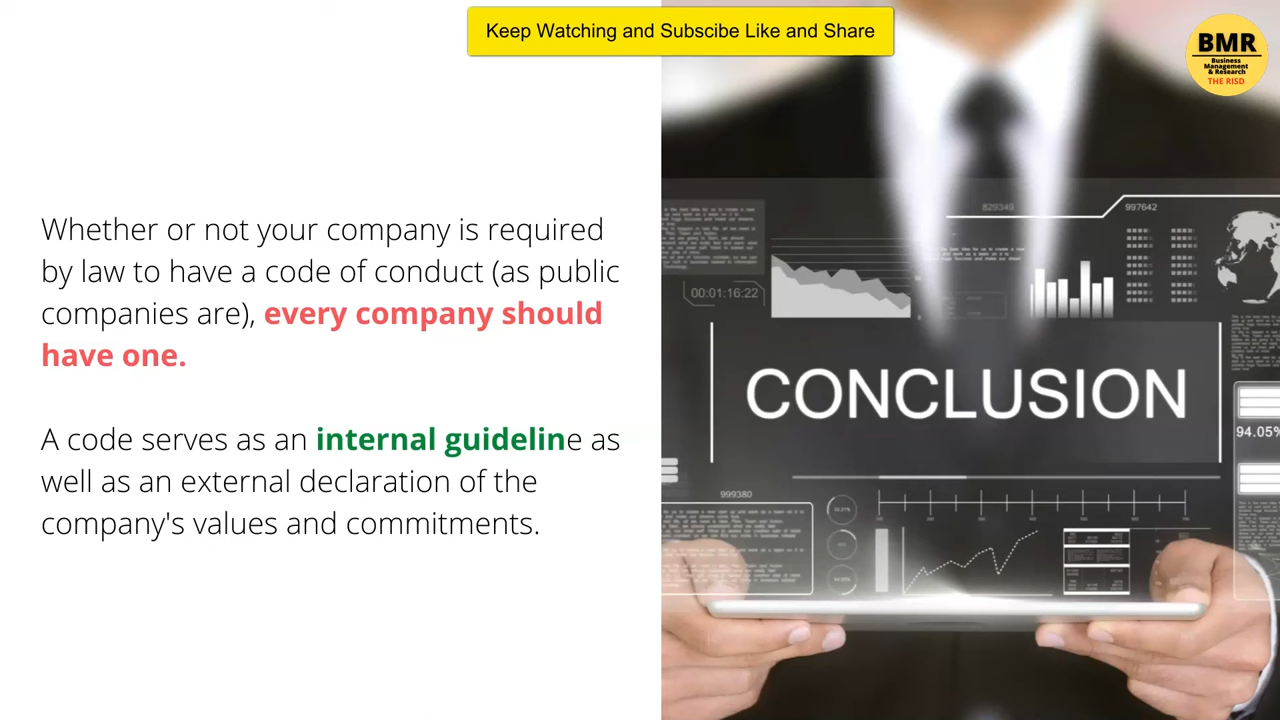 Keep Watching and Subscibe Like and Share
BMR
Business
Management
& Research
THE RISD
Whether or not your company is required
by law to have a code of conduct (as public
companies are), every company should
have one.
A code serves as an internal guideline as
well as an external declaration of the
company's values and commitments
829349
997642
00:01:16:22
CONCLUSION
94.05%
999380